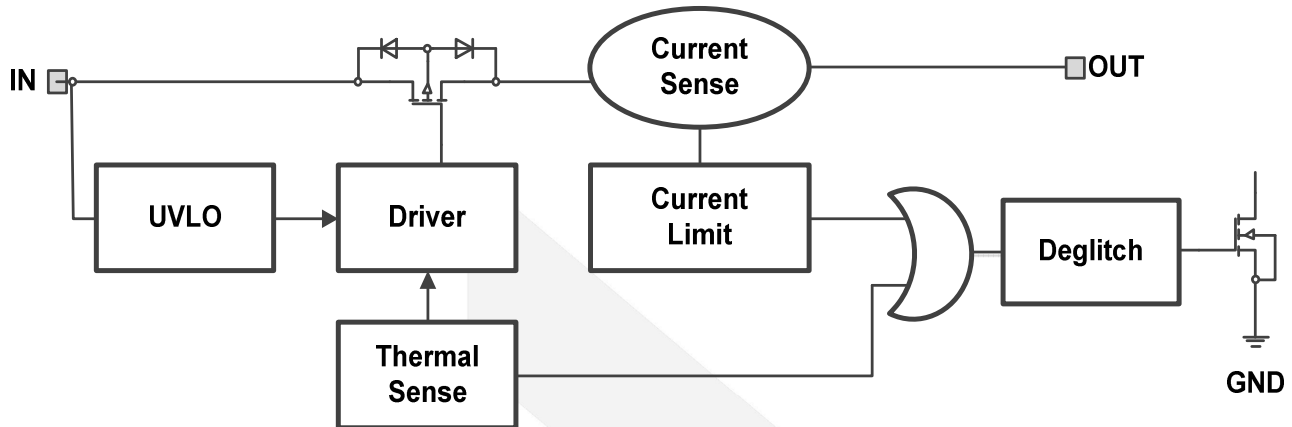 Current
Sense
IN
OUT
UVLO
Driver
Current
Limit
Deglitch
Thermal
Sense
GND